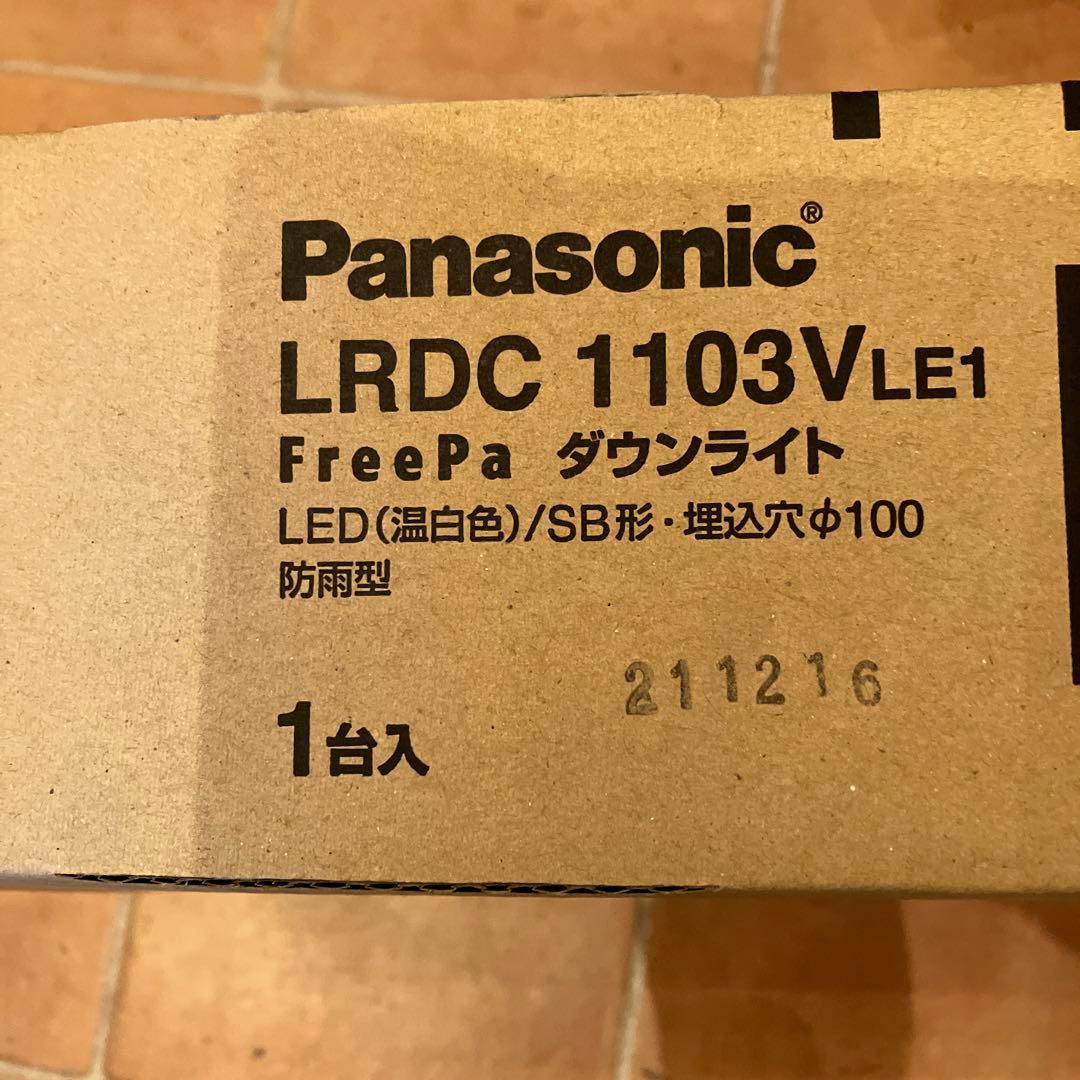 Panasonic®
LRDC 1103VLE1
FreePa ダウンライト
LED(温白色)/SB形・埋込穴φ100
防雨型
211216
1台入